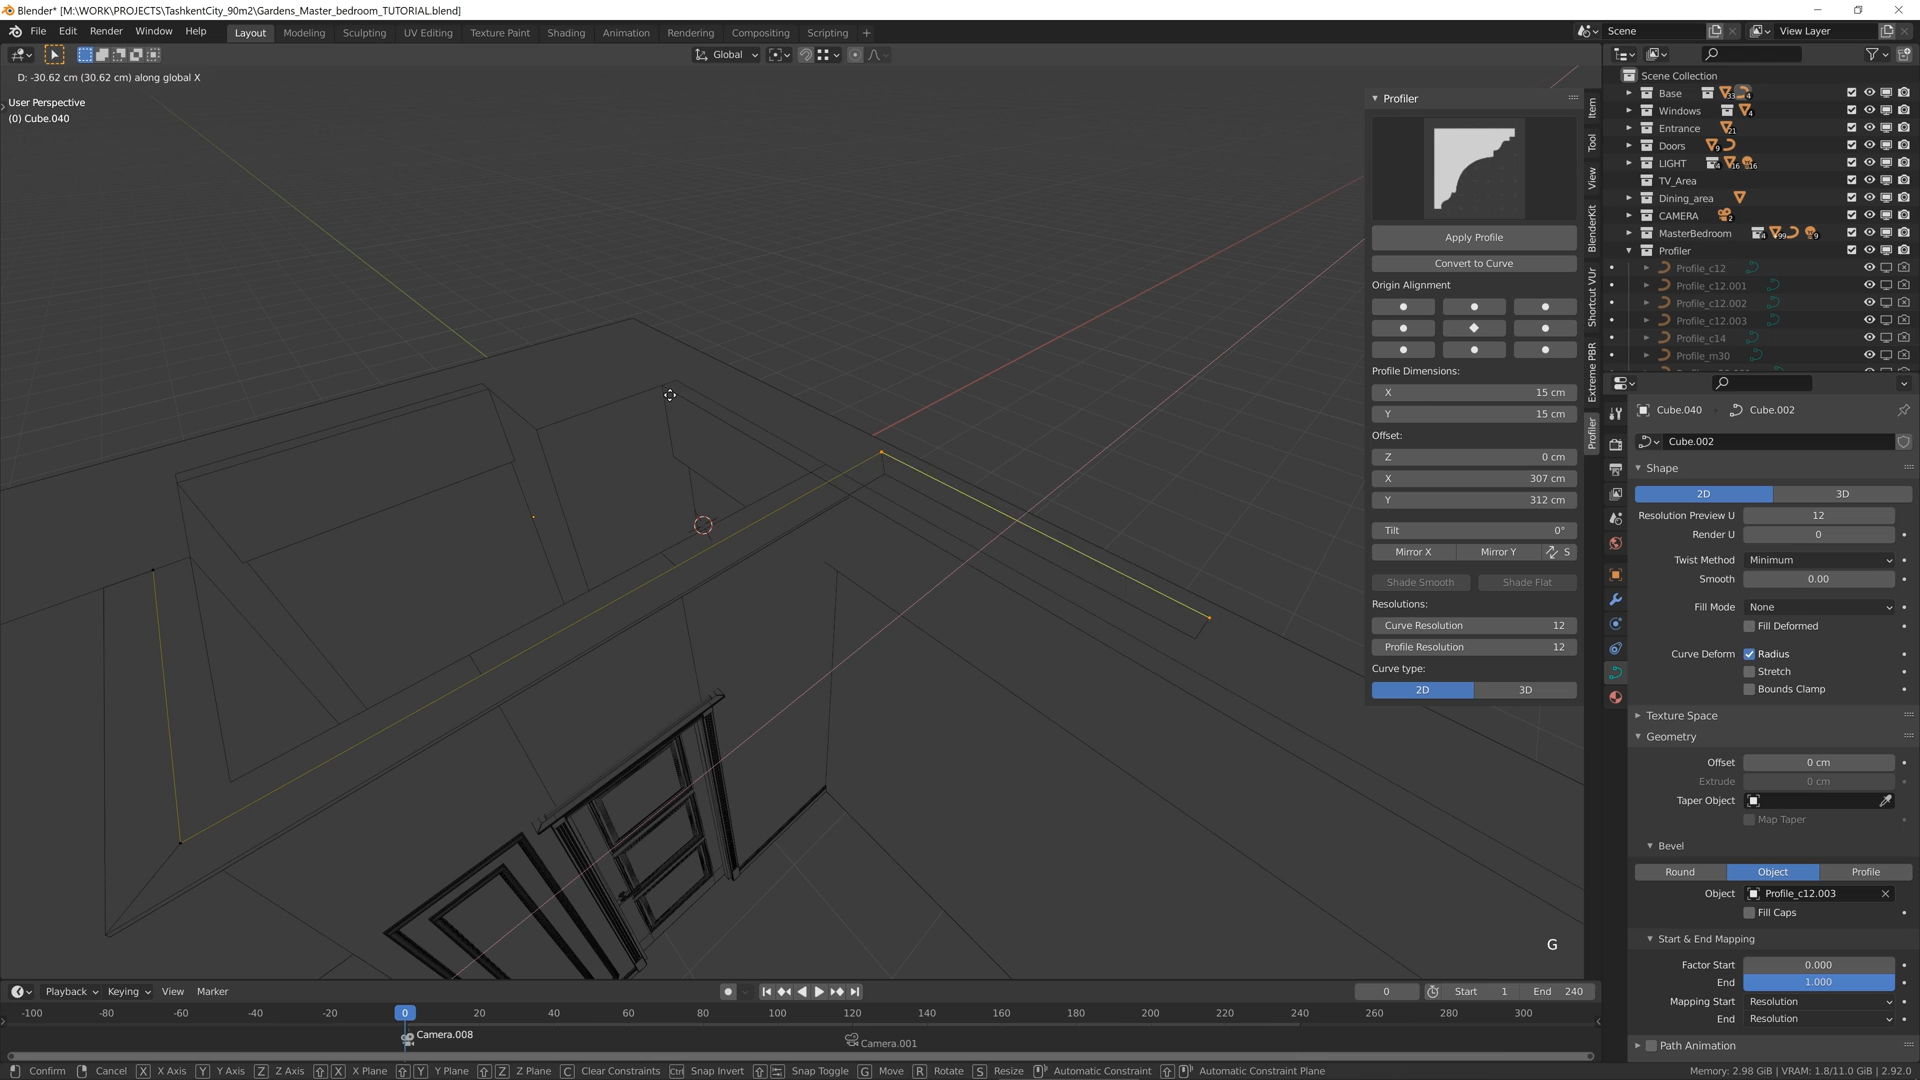 Blender* [M:\WORK\PROJECTS\TashkentCity_90m2\Gardens_Master_bedroom_TUTORIAL.blend]
File Edit Render Window Help Layout Modeling Sculpting UV Editing Texture Paint Shading Animation Rendering Compositing Scripting + Scene View Layer
Global
D: -30.62 cm (30.62 cm) along global X
User Perspective
(0) Cube.040
Profiler
Apply Profile
Convert to Curve
Origin Alignment
Profile Dimensions:
X 15 cm
Y 15 cm
Offset:
Z 0 cm
X 307 cm
Y 312 cm
Tilt 0°
Mirror X Mirror Y S
Shade Smooth Shade Flat
Resolutions:
Curve Resolution 12
Profile Resolution 12
Curve type:
2D 3D
Item
Tool
View
BlenderKit
Shortcut VUr
Extreme PBR
Profiler
Scene Collection
Base 33 4
Windows 4
Entrance 21
Doors 9
LIGHT 4 16 16
TV_Area
Dining_area
CAMERA 2
MasterBedroom 4 99 9
Profiler
Profile_c12
Profile_c12.001
Profile_c12.002
Profile_c12.003
Profile_c14
Profile_m30
Cube.040 Cube.002
Cube.002
Shape
2D 3D
Resolution Preview U 12
Render U 0
Twist Method Minimum
Smooth 0.00
Fill Mode None
Fill Deformed
Curve Deform Radius
Stretch
Bounds Clamp
Texture Space
Geometry
Offset 0 cm
Extrude 0 cm
Taper Object
Map Taper
Bevel
Round Object Profile
Object Profile_c12.003
Fill Caps
Start & End Mapping
Factor Start 0.000
End 1.000
Mapping Start Resolution
End Resolution
Path Animation
G
Playback Keying View Marker 0 Start 1 End 240
-100 -80 -60 -40 -20 0 20 40 60 80 100 120 140 160 180 200 220 240 260 280 300
Camera.008
Camera.001
Confirm Cancel X X Axis Y Y Axis Z Z Axis X X Plane Y Y Plane Z Z Plane C Clear Constraints Ctrl Snap Invert Snap Toggle G Move R Rotate S Resize Automatic Constraint Automatic Constraint Plane Memory: 2.98 GiB | VRAM: 1.8/11.0 GiB | 2.92.0